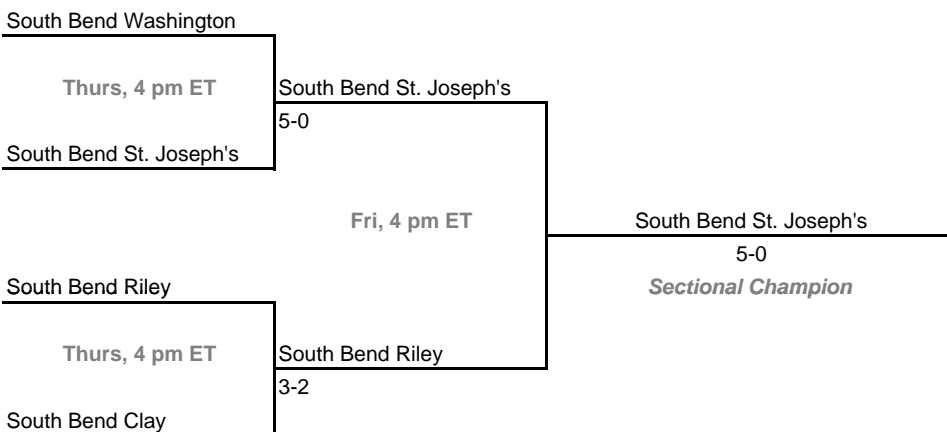 South Bend Washington
Thurs, 4 pm ET
South Bend St. Joseph's
5-0
South Bend St. Joseph's
Fri, 4 pm ET
South Bend St. Joseph's
5-0
Sectional Champion
South Bend Riley
Thurs, 4 pm ET
South Bend Riley
3-2
South Bend Clay